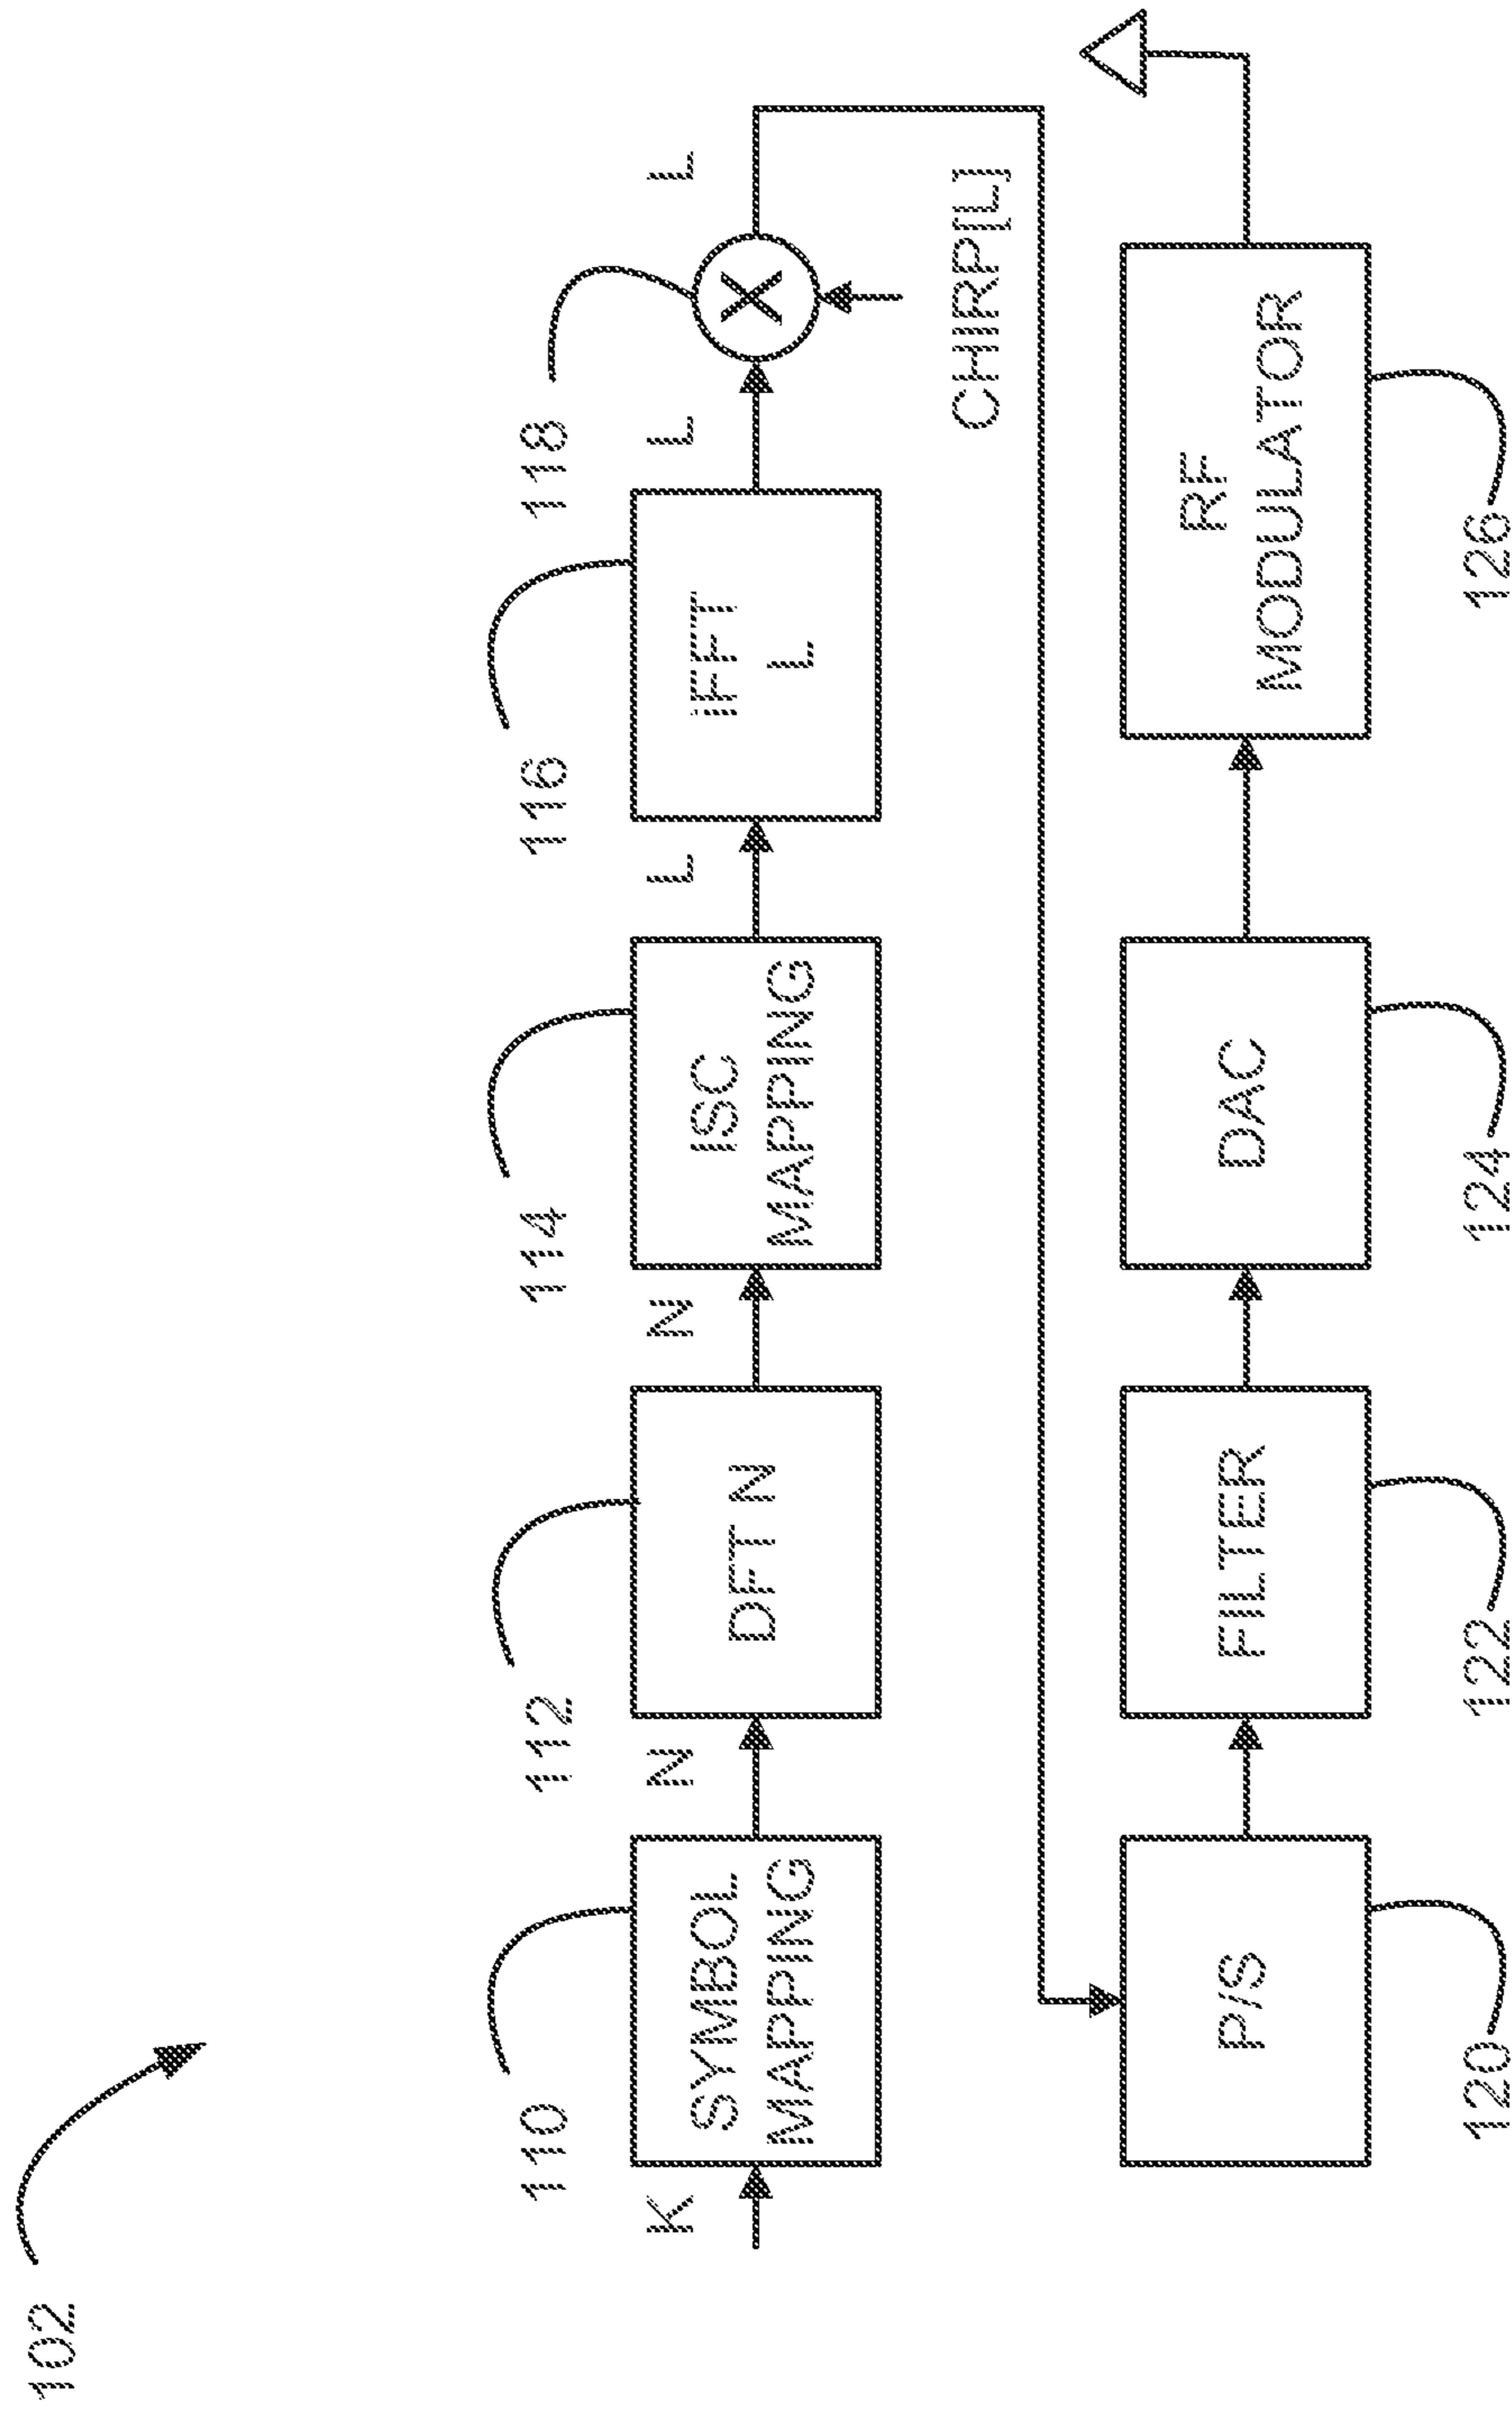 102
110
112
114
116
118
K
N
N
L
L
L
SYMBOL
MAPPING
DFT N
ISC
MAPPING
IFFT
L
X
CHIRP[L]
P/S
FILTER
DAC
RF
MODULATOR
120
122
124
126